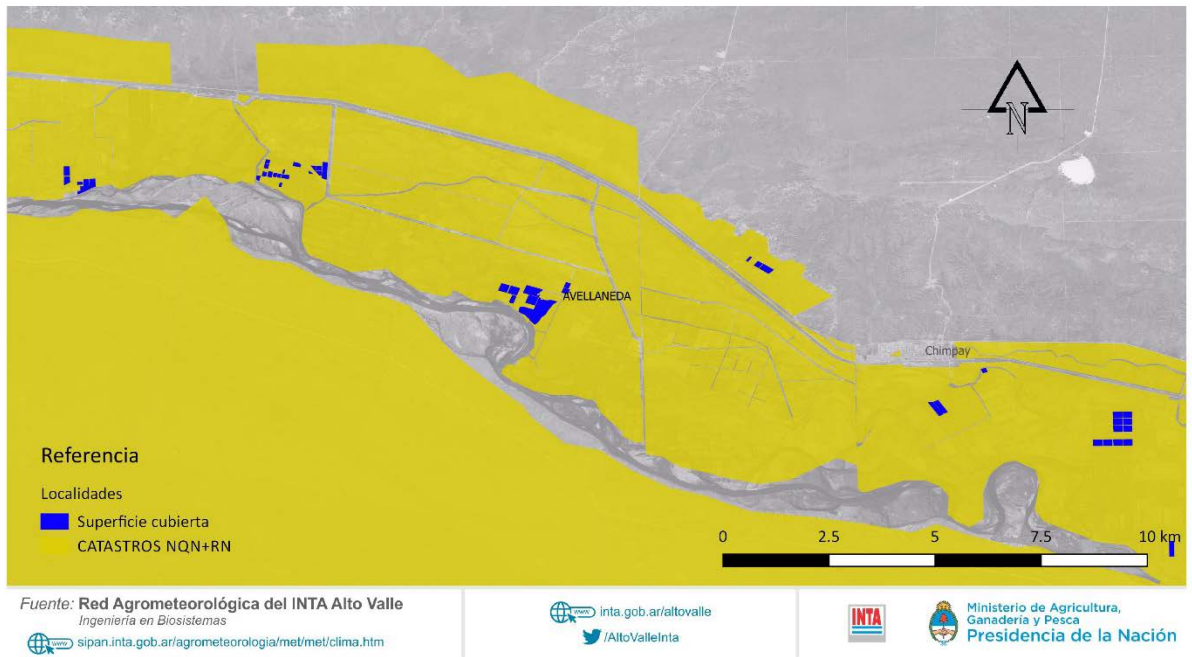 N
AVELLANEDA
Chimpay
Referencia
Localidades
Superficie cubierta
CATASTROS NQN+RN
0 2.5 5 7.5 10 km
Fuente: Red Agrometeorológica del INTA Alto Valle
Ingeniería en Biosistemas
www sipan.inta.gob.ar/agrometeorologia/met/met/clima.htm
www inta.gob.ar/altovalle
/AltoValleInta
INTA
Ministerio de Agricultura,
Ganadería y Pesca
Presidencia de la Nación